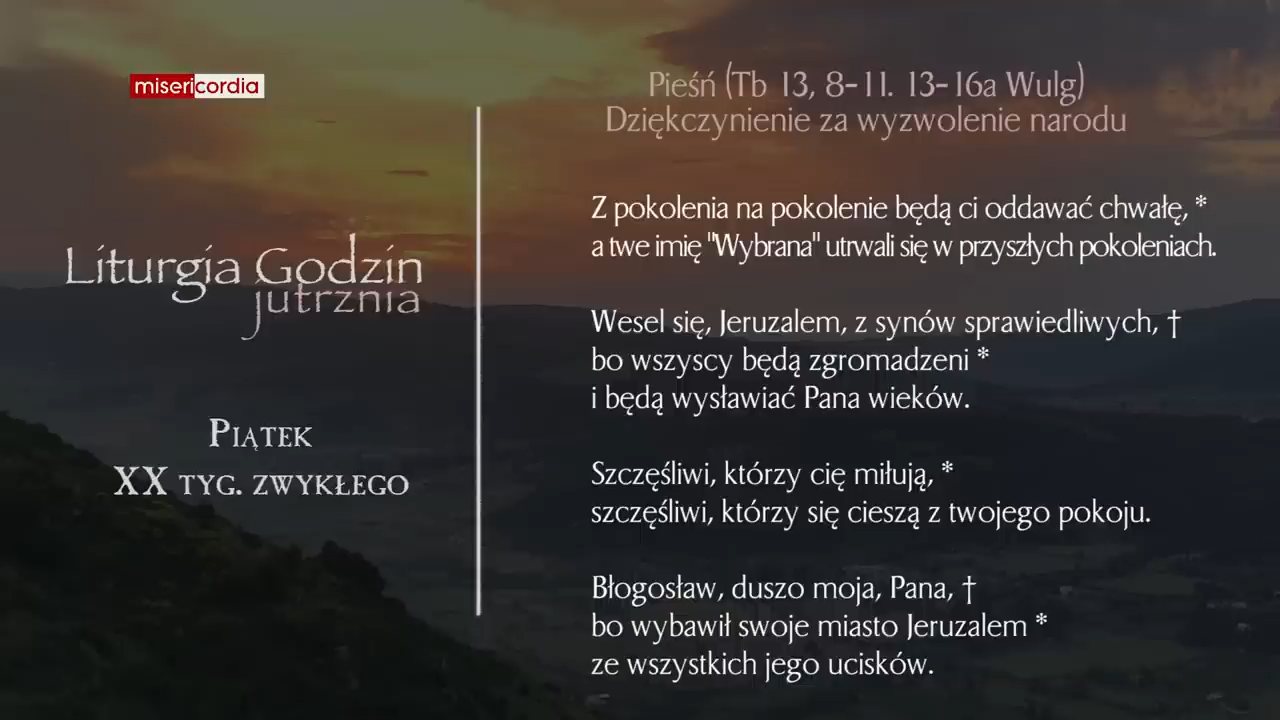 misericordia
Liturgia Godzin
jutrznia
Piątek
XX tyg. zwykłego
Pieśń (Tb 13, 8-11. 13-16a Wulg)
Dziękczynienie za wyzwolenie narodu
Z pokolenia na pokolenie będą ci oddawać chwałę, *
a twe imię "Wybrana" utrwali się w przyszłych pokoleniach.
Wesel się, Jeruzalem, z synów sprawiedliwych, †
bo wszyscy będą zgromadzeni *
i będą wysławiać Pana wieków.
Szczęśliwi, którzy cię miłują, *
szczęśliwi, którzy się cieszą z twojego pokoju.
Błogosław, duszo moja, Pana, †
bo wybawił swoje miasto Jeruzalem *
ze wszystkich jego ucisków.